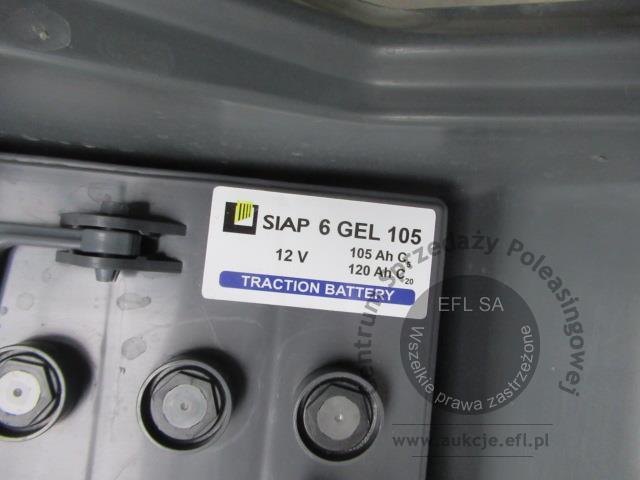 SIAP 6 GEL 105
12 V 105 Ah C5
120 Ah C20
TRACTION BATTERY
Centrum Sprzedaży Poleasingowej
EFL SA
Wszelkie prawa zastrzeżone
www.aukcje.efl.pl